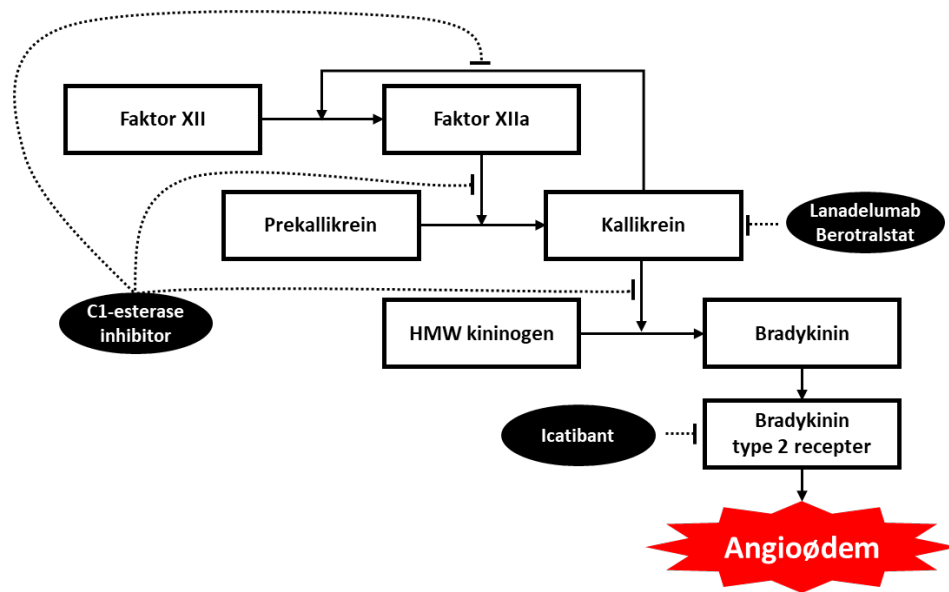 Faktor XII
Faktor XIIa
Prekallikrein
Kallikrein
Lanadelumab
Berotralstat
C1-esterase
inhibitor
HMW kininogen
Bradykinin
Icatibant
Bradykinin
type 2 recepter
Angioødem